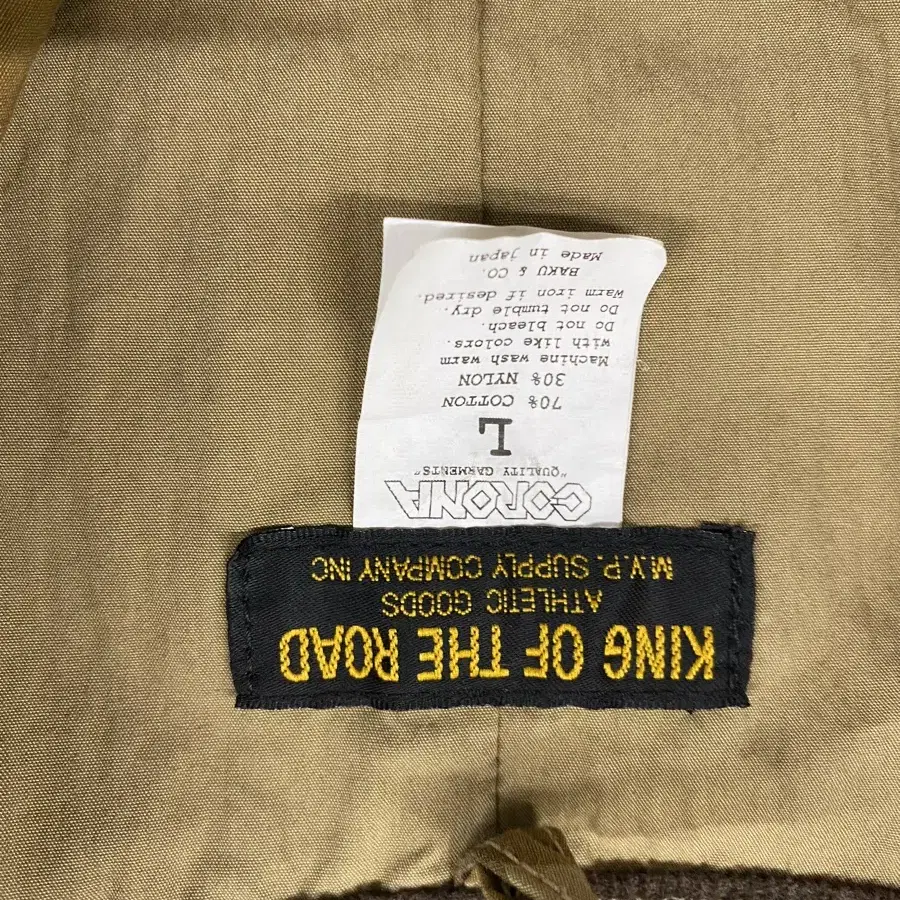 KING OF THE ROAD
ATHLETIC GOODS
M.V.P. SUPPLY COMPANY INC
CORONA
"QUALITY GARMENTS"
L
70% COTTON
30% NYLON
Machine wash warm
with like colors.
Do not bleach.
Do not tumble dry.
Warm iron if desired.
BAKU & CO.
Made in Japan